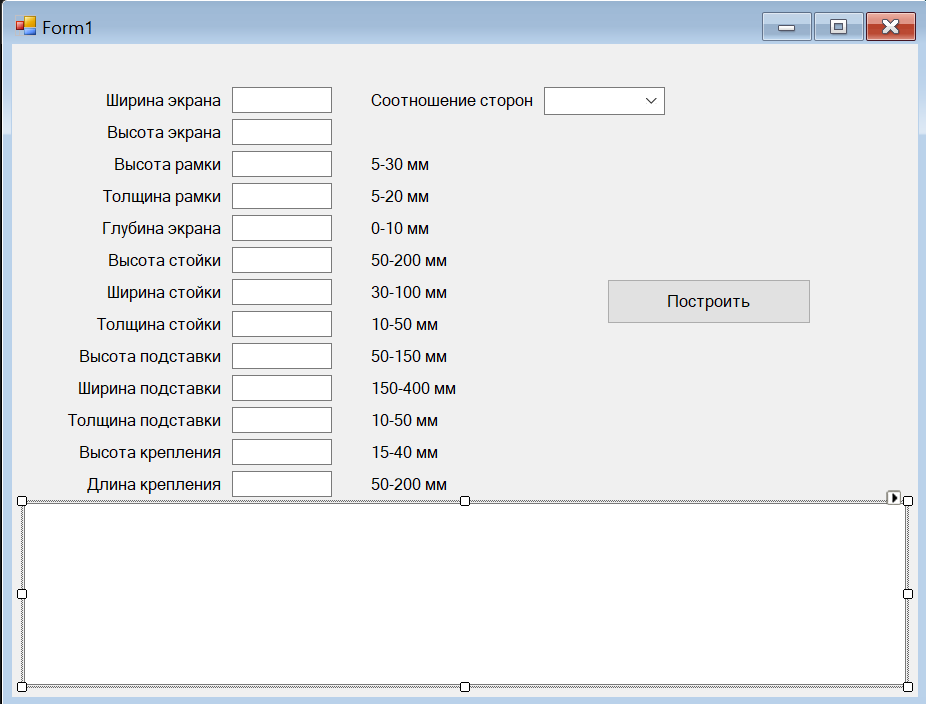 Form1
Ширина экрана Соотношение сторон
Высота экрана
Высота рамки 5-30 мм
Толщина рамки 5-20 мм
Глубина экрана 0-10 мм
Высота стойки 50-200 мм
Ширина стойки 30-100 мм
Построить
Толщина стойки 10-50 мм
Высота подставки 50-150 мм
Ширина подставки 150-400 мм
Толщина подставки 10-50 мм
Высота крепления 15-40 мм
Длина крепления 50-200 мм